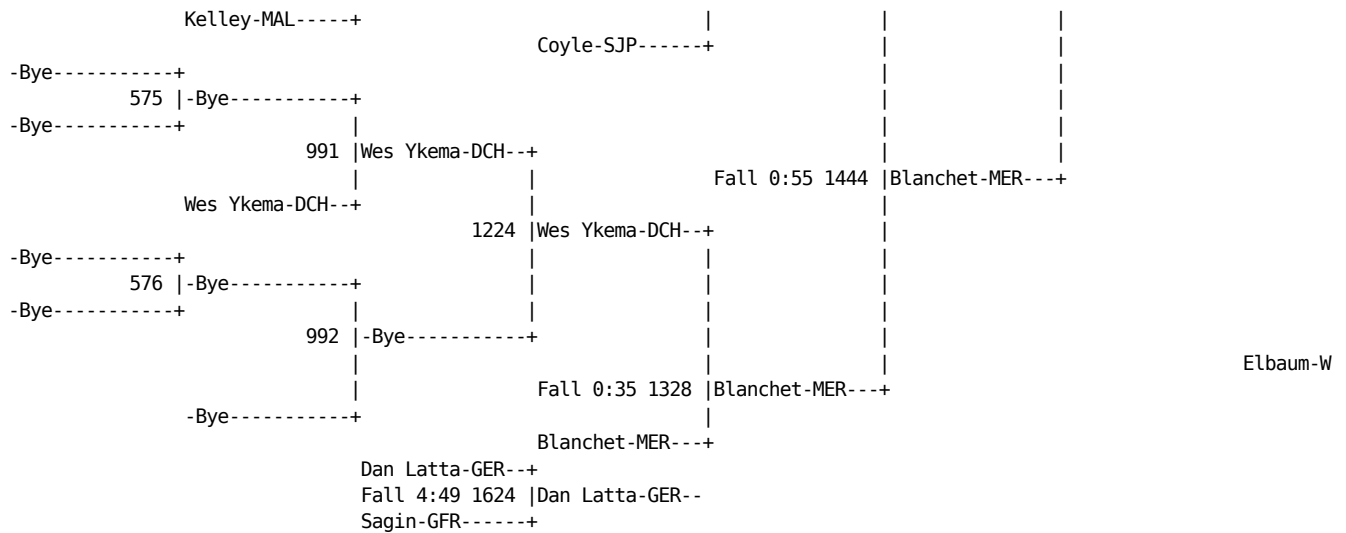 Kelley-MAL-----+ | | |
Coyle-SJP------+ | |
-Bye-----------+ | |
575 |-Bye-----------+ | |
-Bye-----------+ | | |
991 |Wes Ykema-DCH--+ | |
| | Fall 0:55 1444 |Blanchet-MER---+
Wes Ykema-DCH--+ | |
1224 |Wes Ykema-DCH--+ |
-Bye-----------+ | | |
576 |-Bye-----------+ | | |
-Bye-----------+ | | | |
992 |-Bye-----------+ | |
| | | Elbaum-W
| Fall 0:35 1328 |Blanchet-MER---+
-Bye-----------+ |
Blanchet-MER---+
Dan Latta-GER--+
Fall 4:49 1624 |Dan Latta-GER--
Sagin-GFR------+